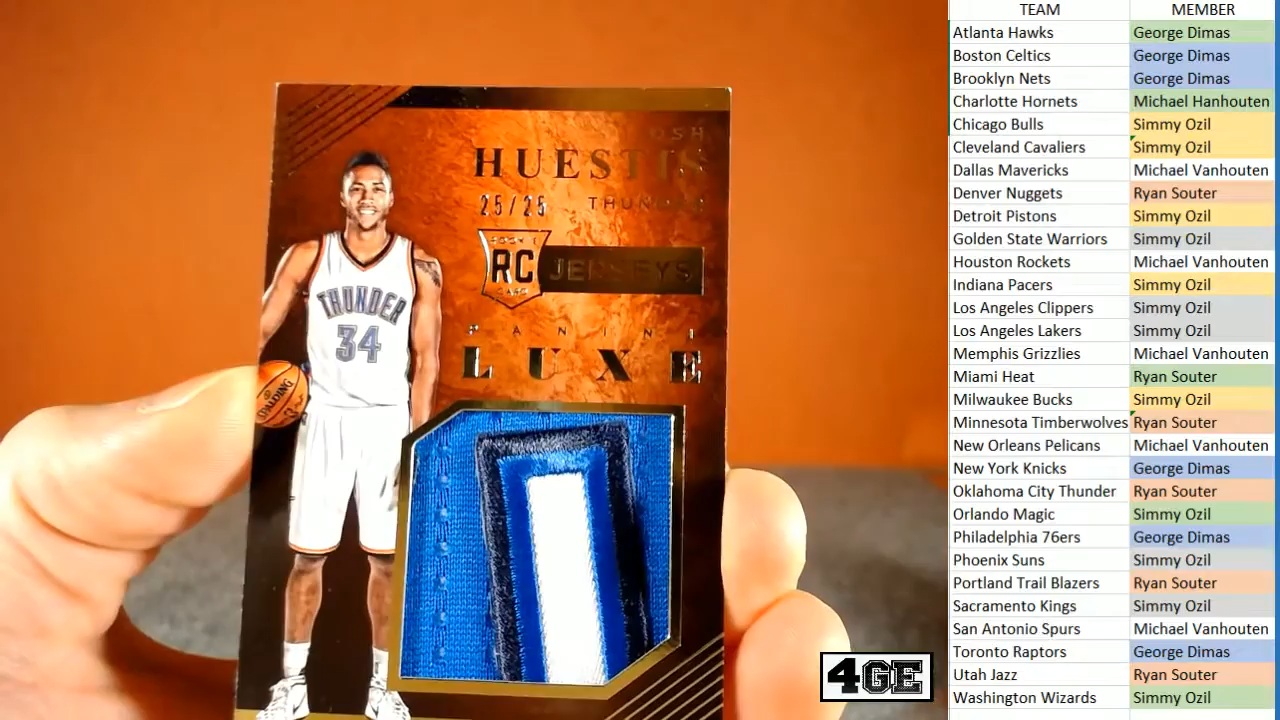 OSH
HUESTIS
25/25 THUNDER
ROOKIE
RC JERSEYS
CARD
PANINI
LUXE
THUNDER
34
SPALDING
4GE
TEAM MEMBER
Atlanta Hawks George Dimas
Boston Celtics George Dimas
Brooklyn Nets George Dimas
Charlotte Hornets Michael Hanhouten
Chicago Bulls Simmy Ozil
Cleveland Cavaliers Simmy Ozil
Dallas Mavericks Michael Vanhouten
Denver Nuggets Ryan Souter
Detroit Pistons Simmy Ozil
Golden State Warriors Simmy Ozil
Houston Rockets Michael Vanhouten
Indiana Pacers Simmy Ozil
Los Angeles Clippers Simmy Ozil
Los Angeles Lakers Simmy Ozil
Memphis Grizzlies Michael Vanhouten
Miami Heat Ryan Souter
Milwaukee Bucks Simmy Ozil
Minnesota Timberwolves Ryan Souter
New Orleans Pelicans Michael Vanhouten
New York Knicks George Dimas
Oklahoma City Thunder Ryan Souter
Orlando Magic Simmy Ozil
Philadelphia 76ers George Dimas
Phoenix Suns Simmy Ozil
Portland Trail Blazers Ryan Souter
Sacramento Kings Simmy Ozil
San Antonio Spurs Michael Vanhouten
Toronto Raptors George Dimas
Utah Jazz Ryan Souter
Washington Wizards Simmy Ozil